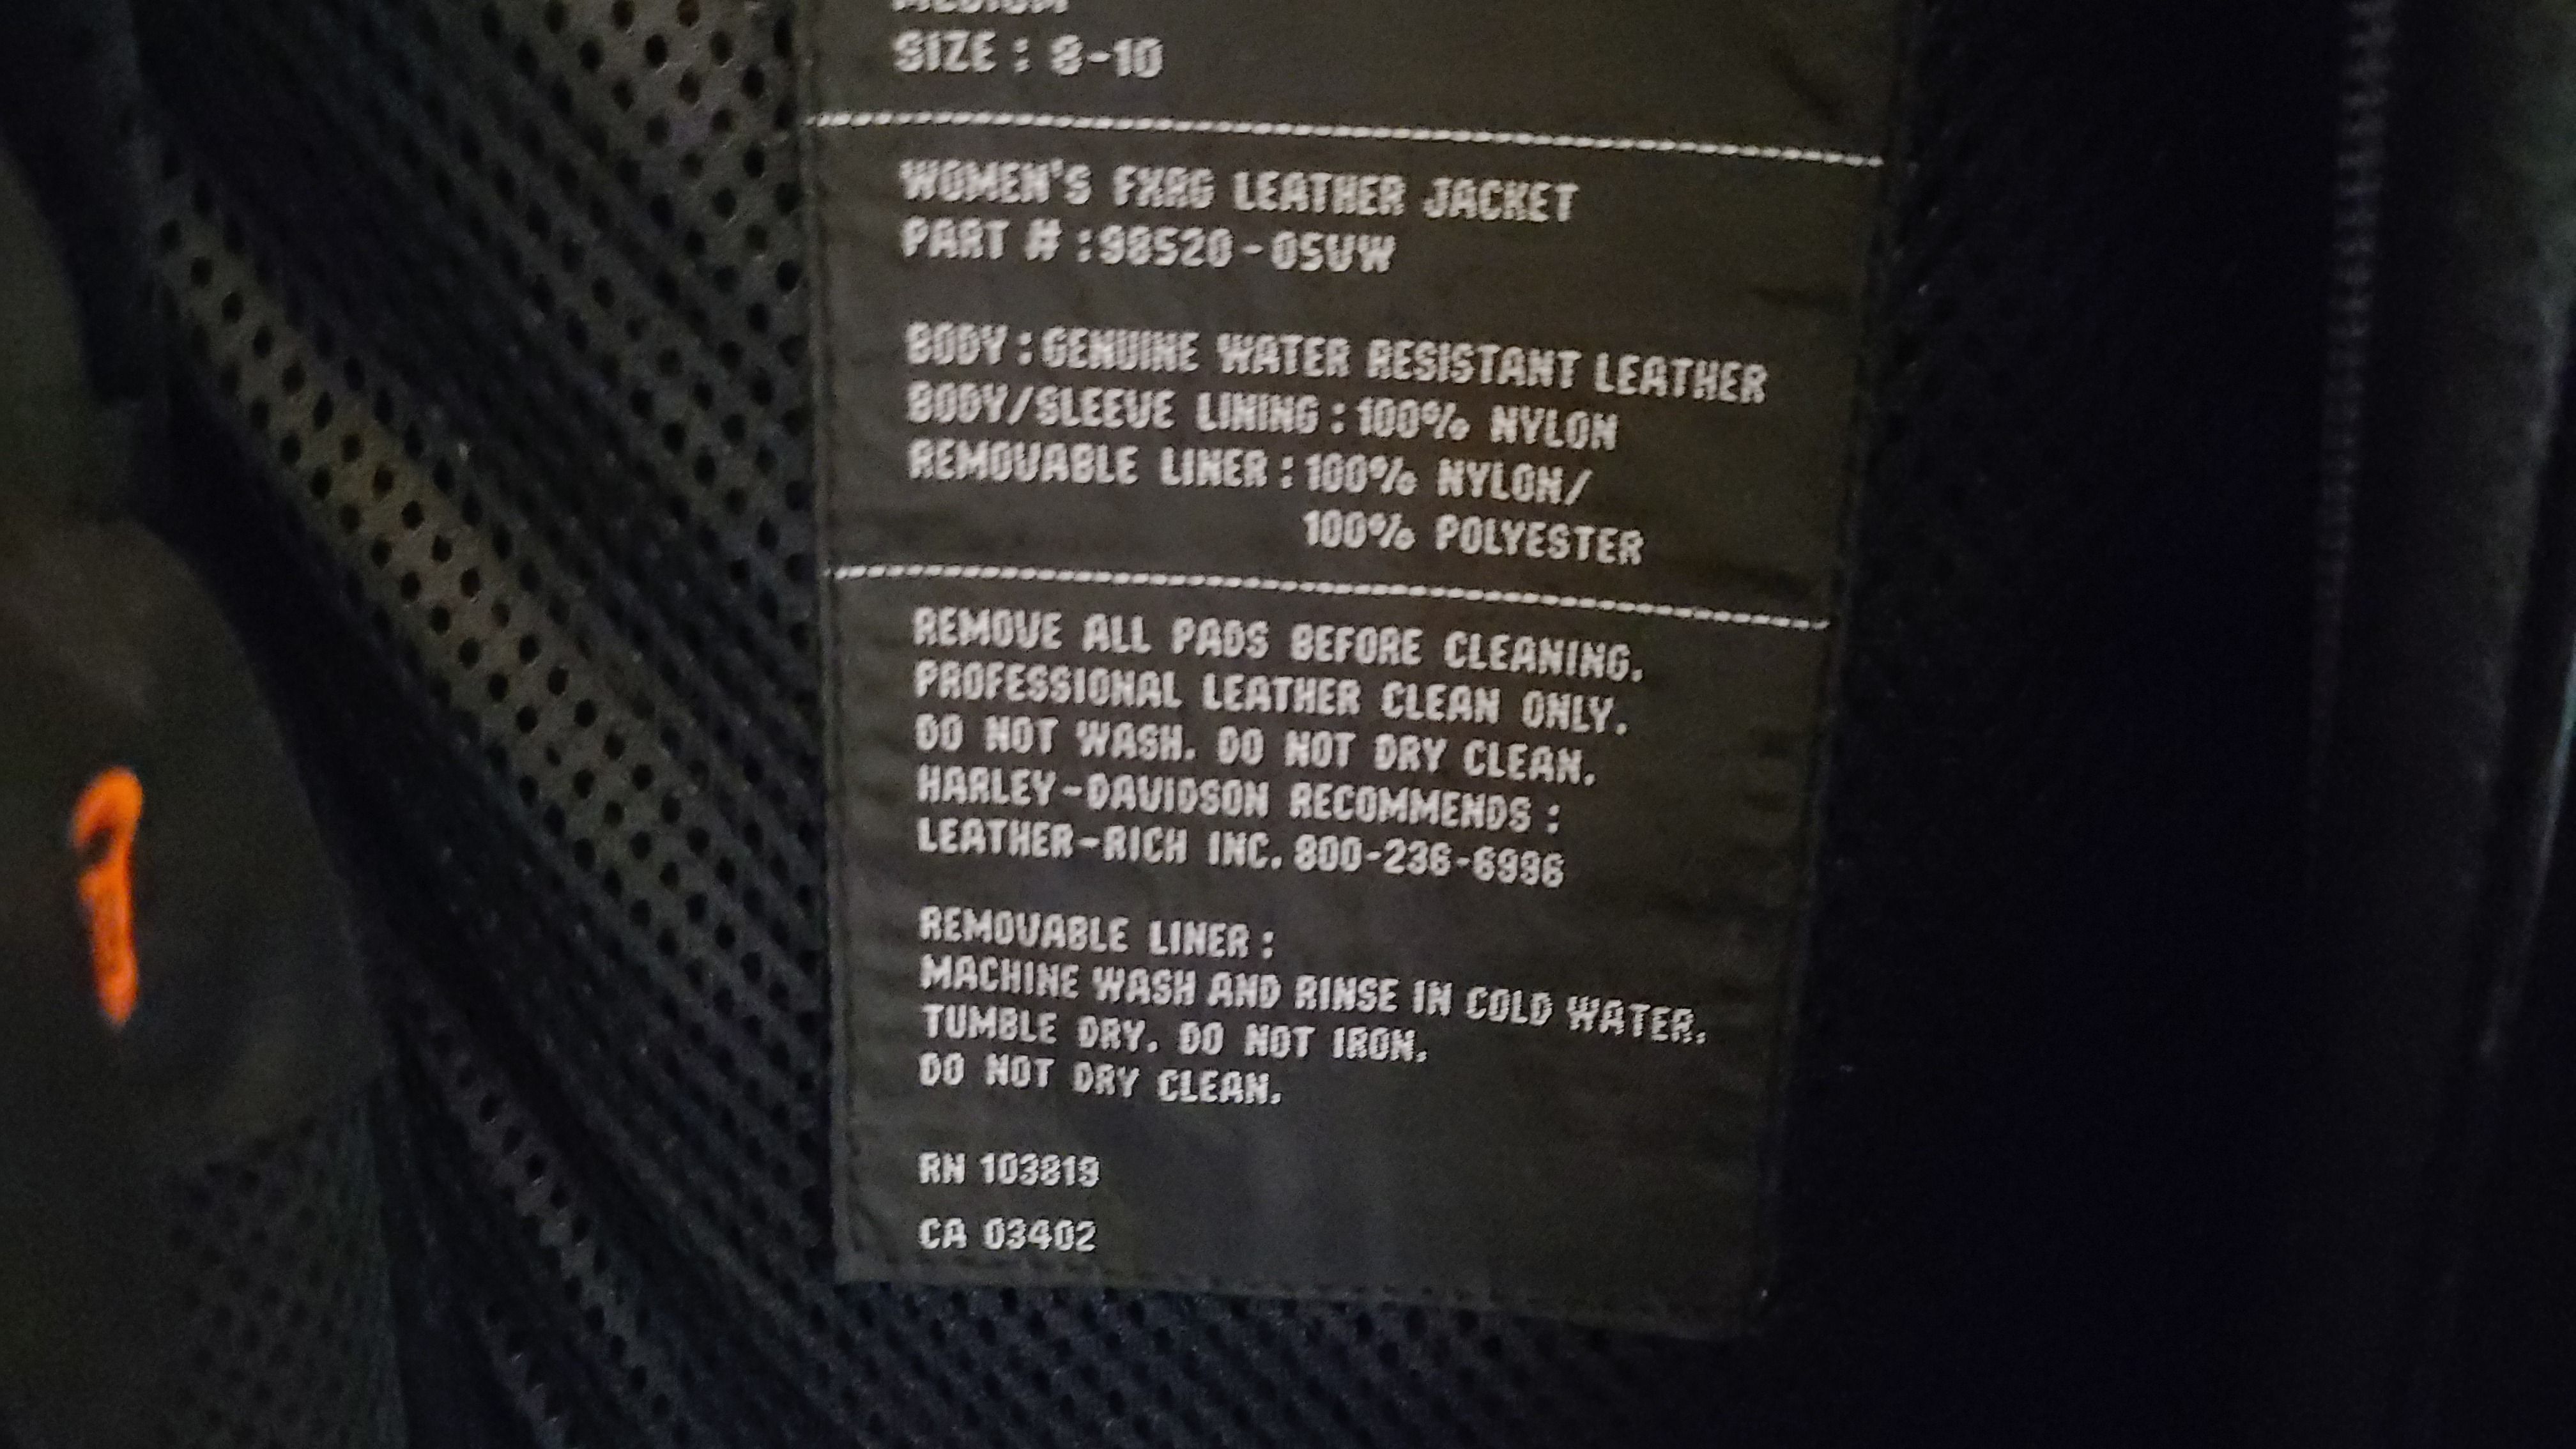 MEDIUM
SIZE : 8-10
WOMEN'S FXRG LEATHER JACKET
PART # : 98520-05VW
BODY : GENUINE WATER RESISTANT LEATHER
BODY/SLEEVE LINING : 100% NYLON
REMOVABLE LINER : 100% NYLON/
100% POLYESTER
REMOVE ALL PADS BEFORE CLEANING.
PROFESSIONAL LEATHER CLEAN ONLY.
DO NOT WASH. DO NOT DRY CLEAN.
HARLEY-DAVIDSON RECOMMENDS :
LEATHER-RICH INC. 800-236-6996
REMOVABLE LINER :
MACHINE WASH AND RINSE IN COLD WATER.
TUMBLE DRY. DO NOT IRON.
DO NOT DRY CLEAN.
RN 103819
CA 03402